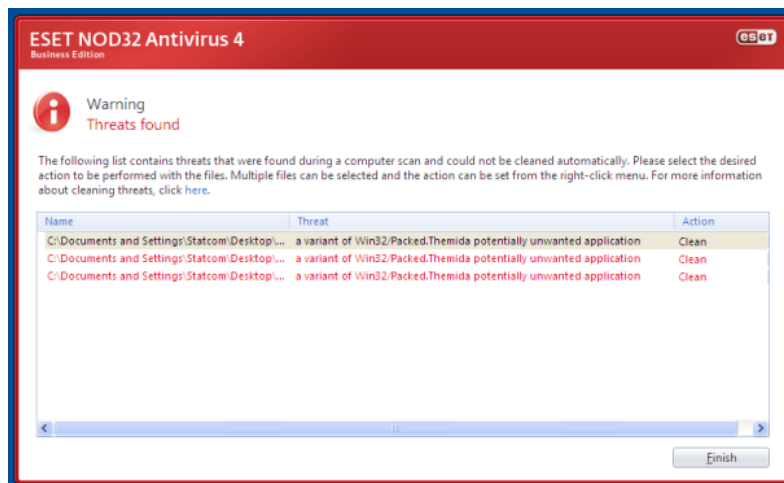 ESET NOD32 Antivirus 4
Business Edition
eseT
Warning
Threats found
The following list contains threats that were found during a computer scan and could not be cleaned automatically. Please select the desired
action to be performed with the files. Multiple files can be selected and the action can be set from the right-click menu. For more information
about cleaning threats, click here.
Name Threat Action
C:\Documents and Settings\Statcom\Desktop\... a variant of Win32/Packed.Themida potentially unwanted application Clean
C:\Documents and Settings\Statcom\Desktop\... a variant of Win32/Packed.Themida potentially unwanted application Clean
C:\Documents and Settings\Statcom\Desktop\... a variant of Win32/Packed.Themida potentially unwanted application Clean
Finish